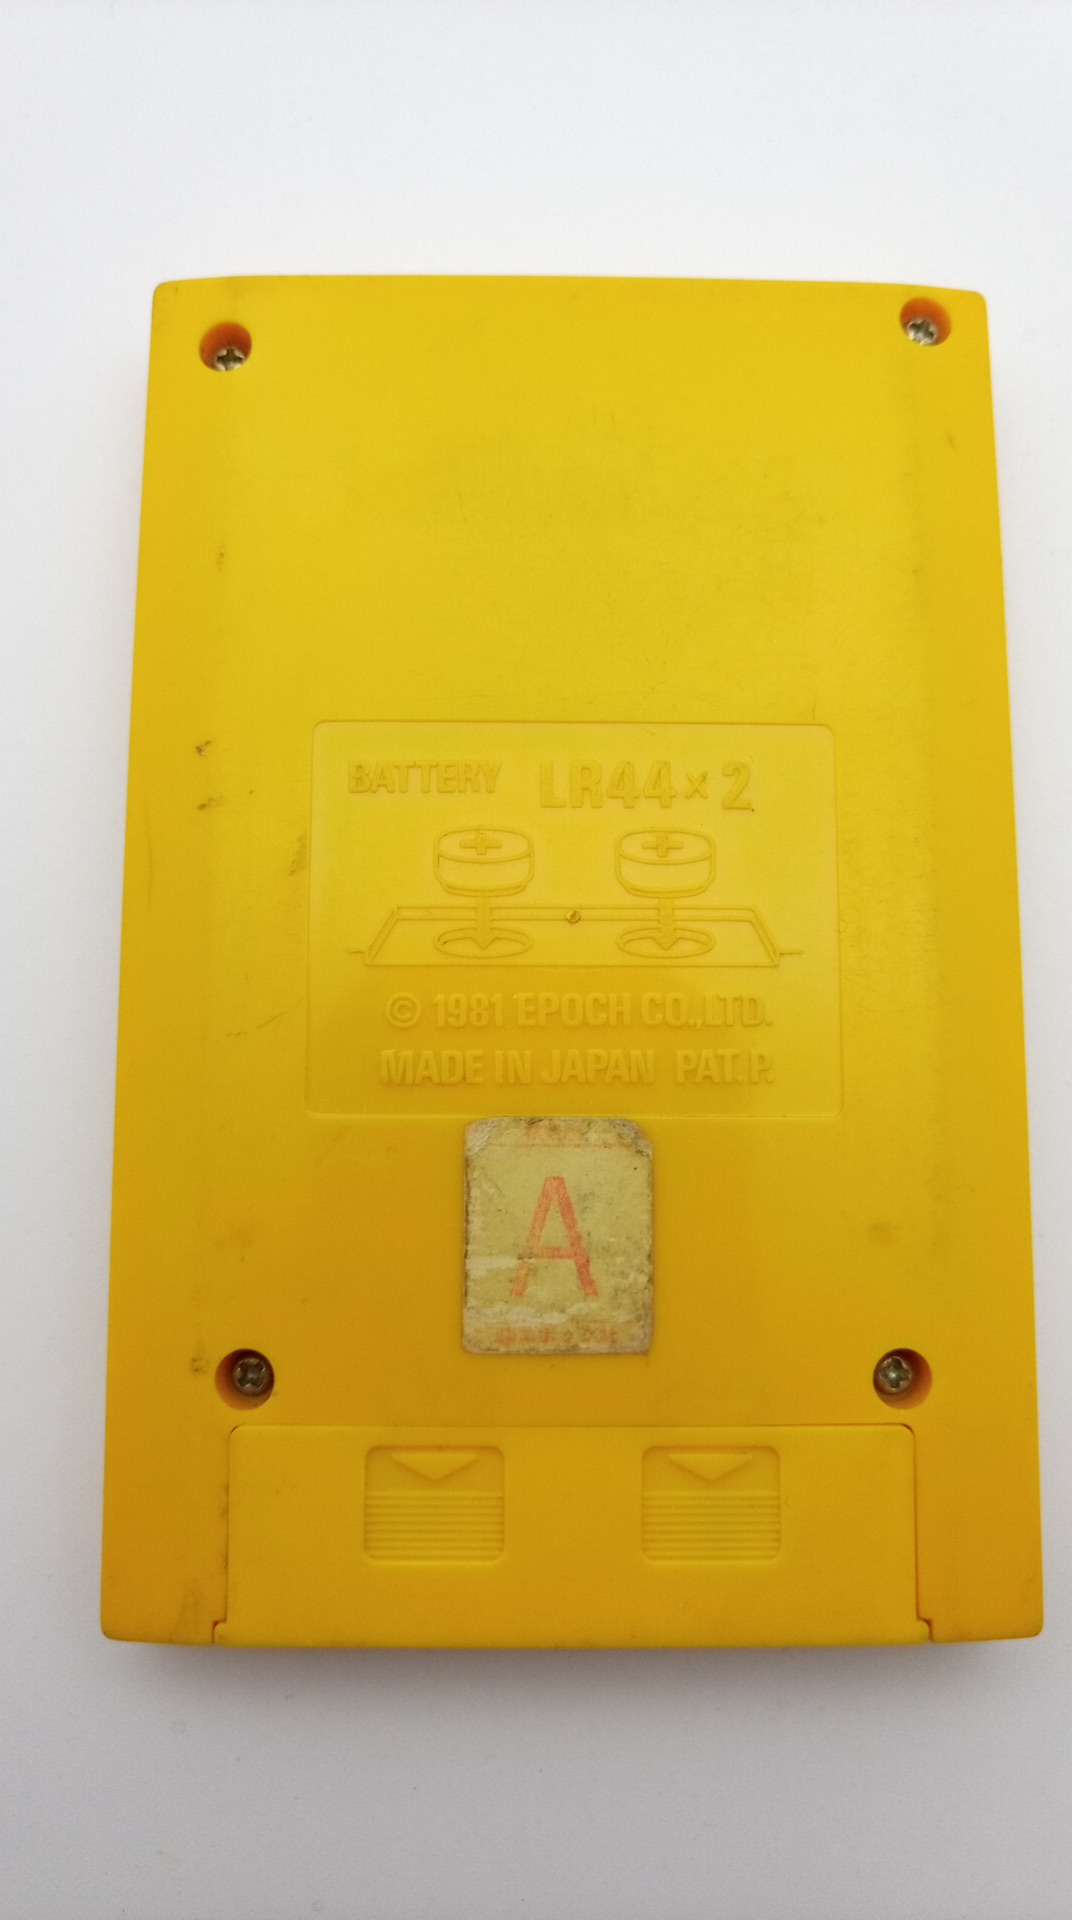 BATTERY LR44×2
© 1981 EPOCH CO.,LTD.
MADE IN JAPAN PAT. P.
A